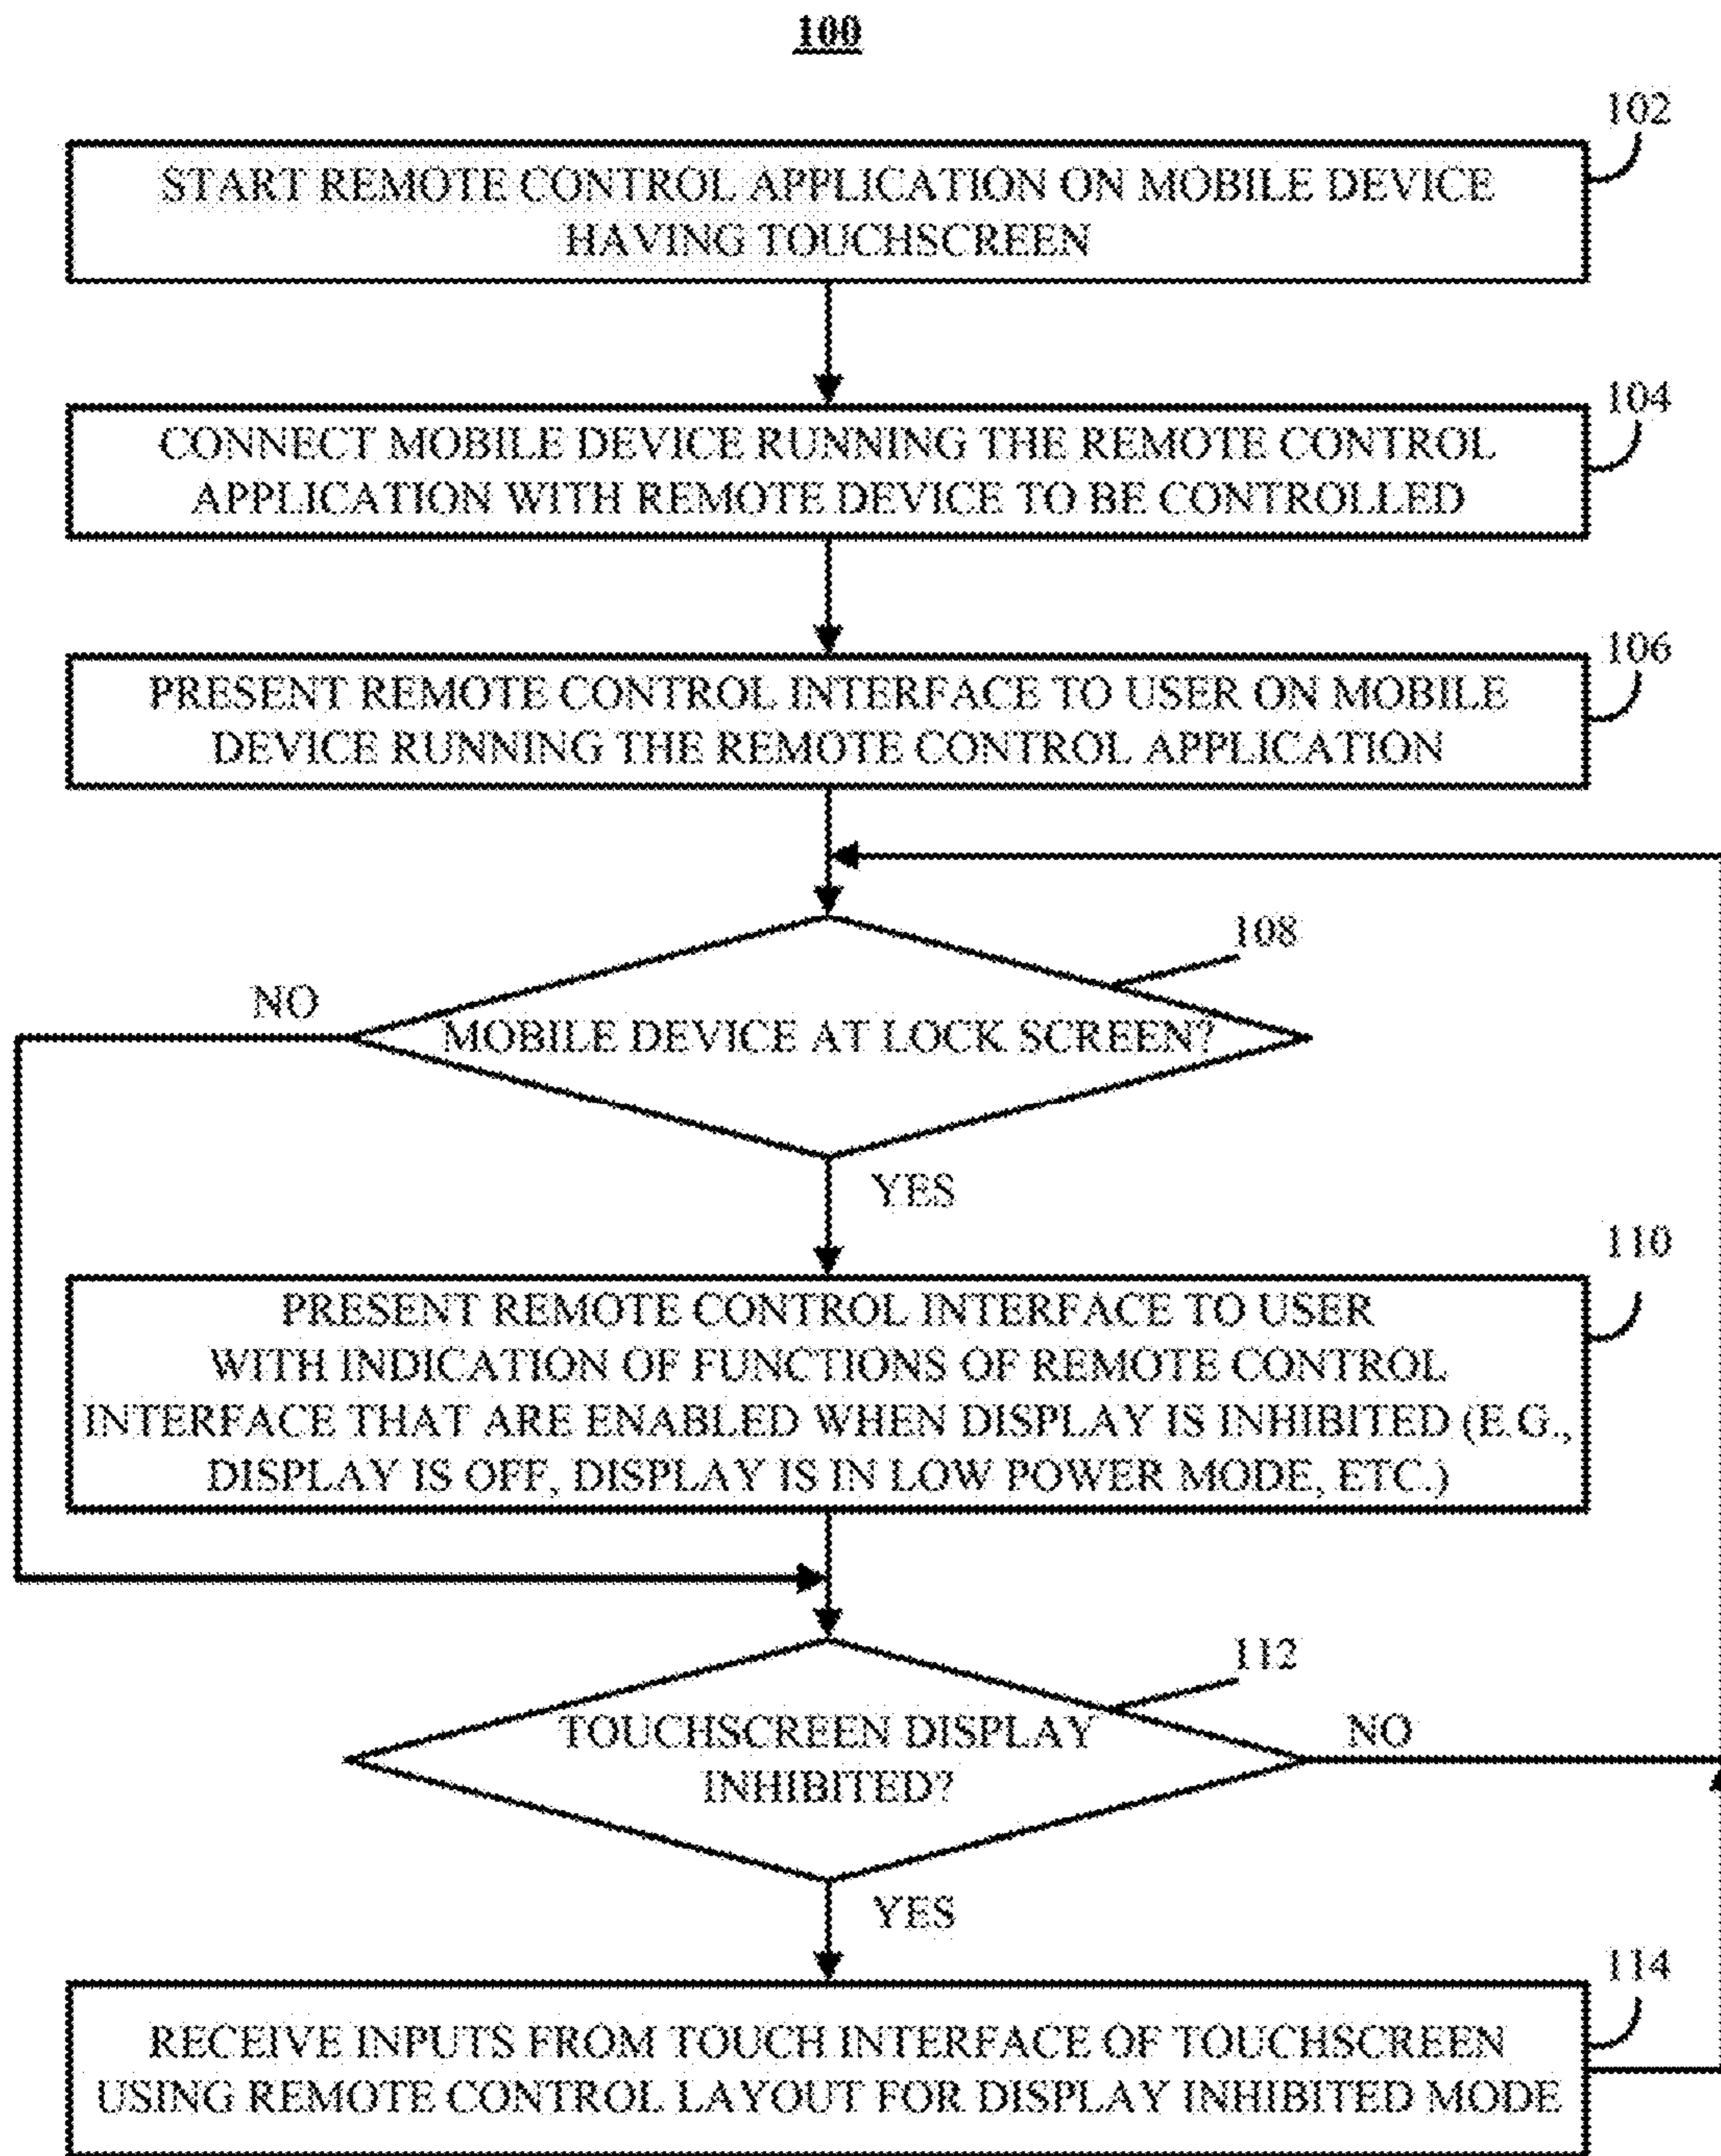 100
102
START REMOTE CONTROL APPLICATION ON MOBILE DEVICE
HAVING TOUCHSCREEN
104
CONNECT MOBILE DEVICE RUNNING THE REMOTE CONTROL
APPLICATION WITH REMOTE DEVICE TO BE CONTROLLED
106
PRESENT REMOTE CONTROL INTERFACE TO USER ON MOBILE
DEVICE RUNNING THE REMOTE CONTROL APPLICATION
108
NO
MOBILE DEVICE AT LOCK SCREEN?
YES
110
PRESENT REMOTE CONTROL INTERFACE TO USER
WITH INDICATION OF FUNCTIONS OF REMOTE CONTROL
INTERFACE THAT ARE ENABLED WHEN DISPLAY IS INHIBITED (E.G.,
DISPLAY IS OFF, DISPLAY IS IN LOW POWER MODE, ETC.)
112
TOUCHSCREEN DISPLAY
INHIBITED?
NO
YES
114
RECEIVE INPUTS FROM TOUCH INTERFACE OF TOUCHSCREEN
USING REMOTE CONTROL LAYOUT FOR DISPLAY INHIBITED MODE